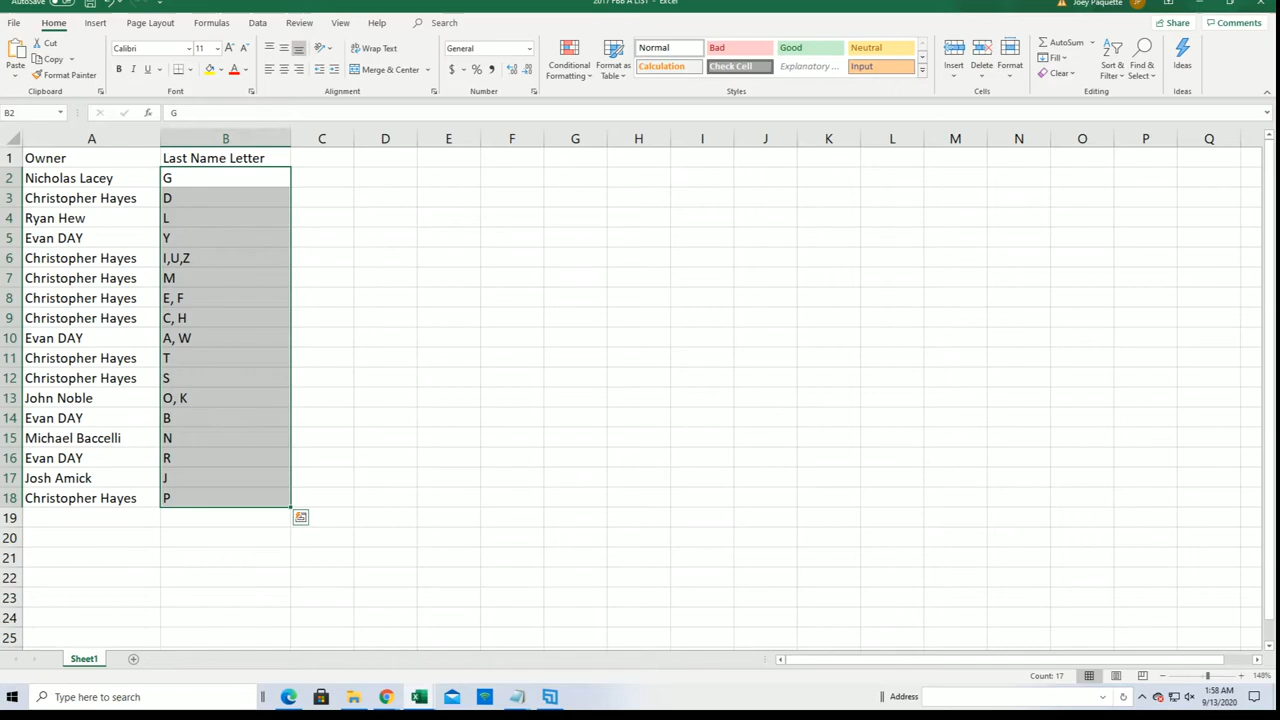 AutoSave Off 2017 FBB A LIST - Excel Joey Paquette JP
File Home Insert Page Layout Formulas Data Review View Help Search Share Comments
Cut
Copy
Format Painter
Paste
Clipboard
Calibri 11 A A
B I U A
Font
Wrap Text
Merge & Center
Alignment
General
$ % ,
Number
Conditional Formatting
Format as Table
Normal Bad Good Neutral
Calculation Check Cell Explanatory ... Input
Styles
Insert Delete Format
Cells
AutoSum
Fill
Clear
Sort & Filter
Find & Select
Editing
Ideas
Ideas
B2 fx G
A B C D E F G H I J K L M N O P Q
1 Owner Last Name Letter
2 Nicholas Lacey G
3 Christopher Hayes D
4 Ryan Hew L
5 Evan DAY Y
6 Christopher Hayes I,U,Z
7 Christopher Hayes M
8 Christopher Hayes E, F
9 Christopher Hayes C, H
10 Evan DAY A, W
11 Christopher Hayes T
12 Christopher Hayes S
13 John Noble O, K
14 Evan DAY B
15 Michael Baccelli N
16 Evan DAY R
17 Josh Amick J
18 Christopher Hayes P
19
20
21
22
23
24
25
Sheet1
Count: 17 148%
Type here to search Address 1:58 AM
9/13/2020